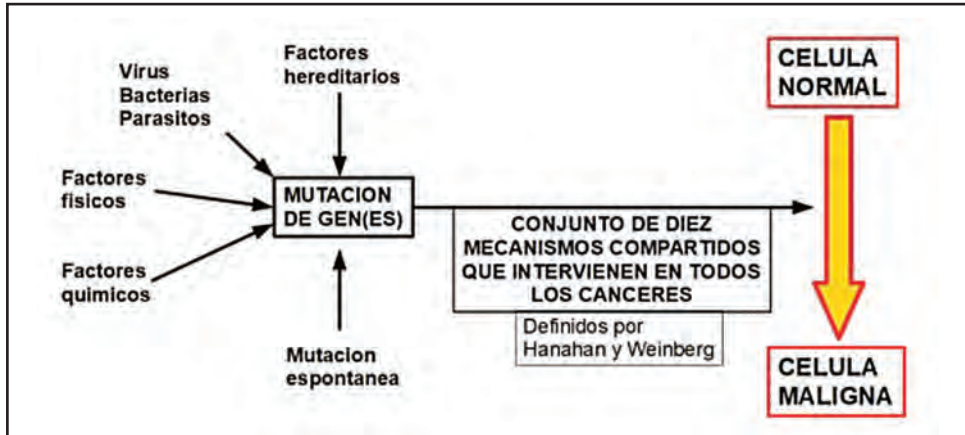 Factores
hereditarios
Virus
Bacterias
Parasitos
Factores
fisicos
Factores
quimicos
MUTACION
DE GEN(ES)
Mutacion
espontanea
CONJUNTO DE DIEZ
MECANISMOS COMPARTIDOS
QUE INTERVIENEN EN TODOS
LOS CANCERES
Definidos por
Hanahan y Weinberg
CELULA
NORMAL
CELULA
MALIGNA